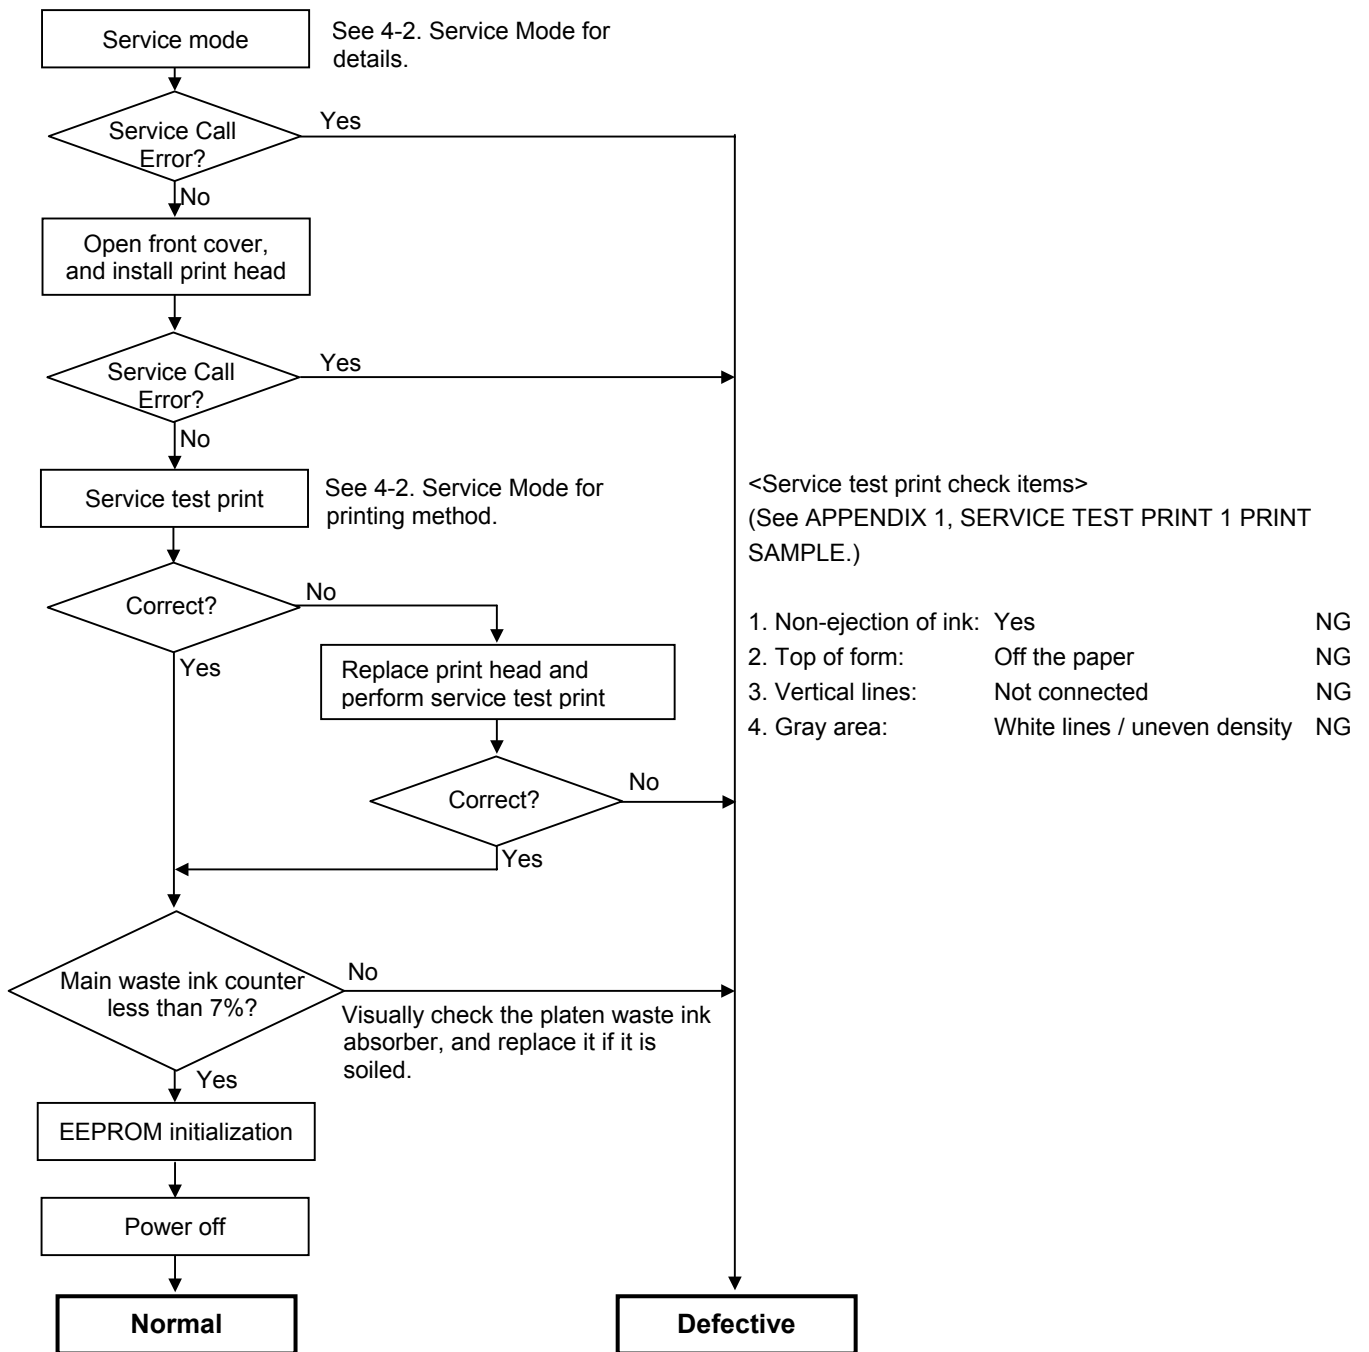 Service mode
See 4-2. Service Mode for
details.
Service Call
Error?
Yes
No
Open front cover,
and install print head
Service Call
Error?
Yes
No
Service test print
See 4-2. Service Mode for
printing method.
<Service test print check items>
(See APPENDIX 1, SERVICE TEST PRINT 1 PRINT
SAMPLE.)
1. Non-ejection of ink: Yes NG
2. Top of form: Off the paper NG
3. Vertical lines: Not connected NG
4. Gray area: White lines / uneven density NG
Correct?
No
Yes
Replace print head and
perform service test print
Correct?
No
Yes
Main waste ink counter
less than 7%?
No
Visually check the platen waste ink
absorber, and replace it if it is
soiled.
Yes
EEPROM initialization
Power off
Normal
Defective